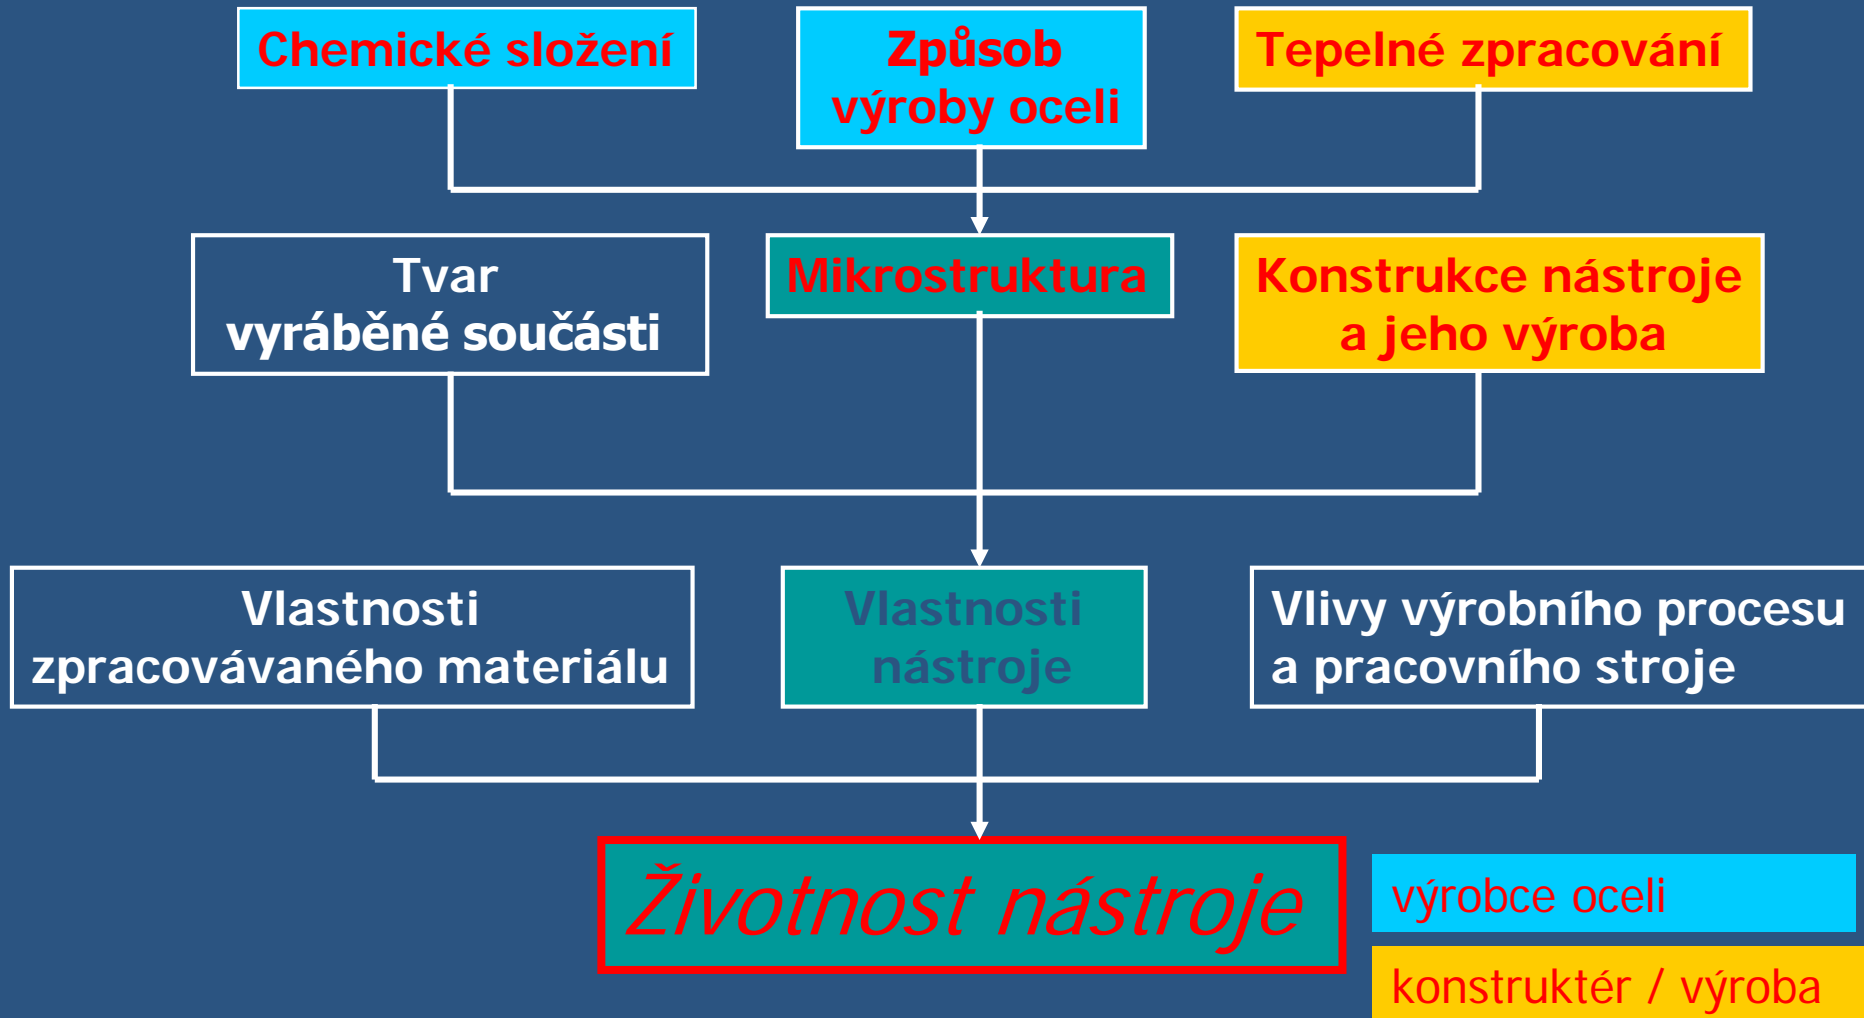 Chemické složení
Způsob
výroby oceli
Tepelné zpracování
Tvar
vyráběné součásti
Mikrostruktura
Konstrukce nástroje
a jeho výroba
Vlastnosti
zpracovávaného materiálu
Vlastnosti
nástroje
Vlivy výrobního procesu
a pracovního stroje
Životnost nástroje
výrobce oceli
konstruktér / výroba